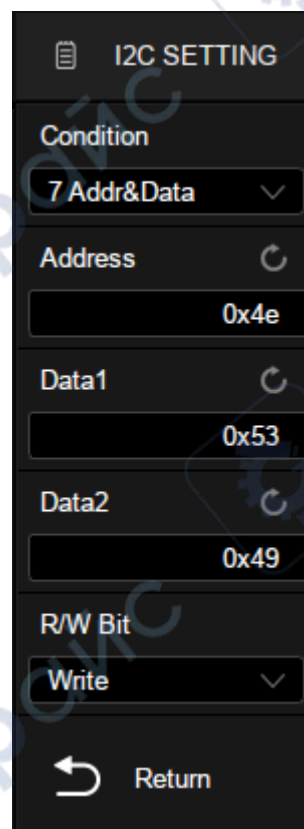 I2C SETTING
Condition
7 Addr&Data
Address
0x4e
Data1
0x53
Data2
0x49
R/W Bit
Write
Return